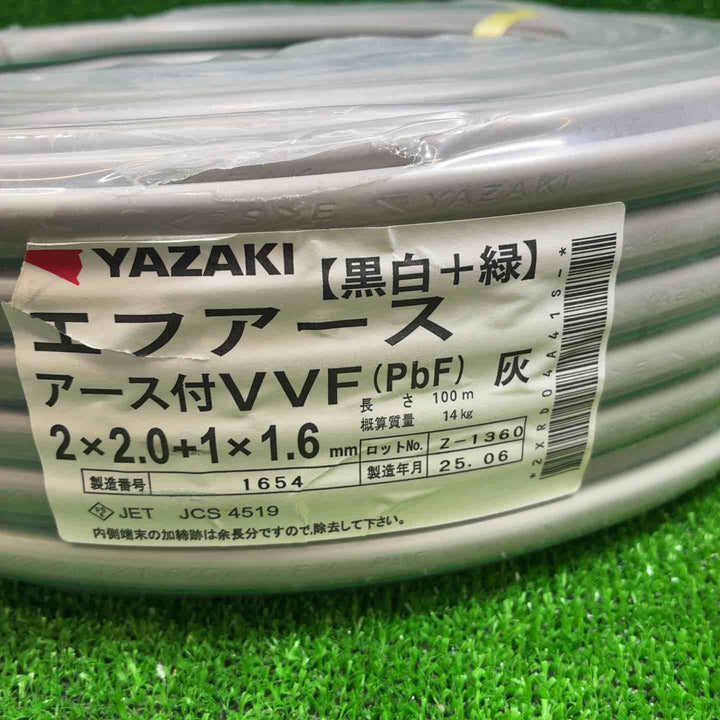 <PS>E YAZAKI
YAZAKI
【黒白＋緑】
エフアース
アース付VVF(PbF) 灰
長さ 100m
概算質量 14kg
2×2.0+1×1.6 mm
ロットNo. Z-1360
製造年月 25.06
製造番号 1654
PSE JET JCS 4519
内側端末の加締跡は余長分ですので,除去して下さい。
*2XRD04A41S-*